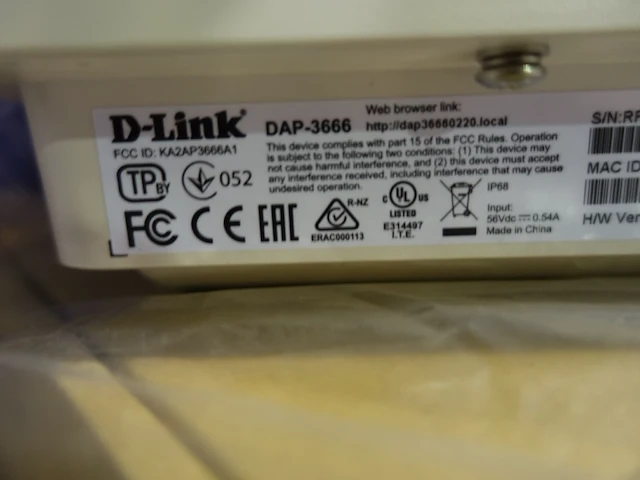 D-Link
DAP-3666
Web browser link:
http://dap36660220.local
FCC ID: KA2AP3666A1
This device complies with part 15 of the FCC Rules. Operation
is subject to the following two conditions: (1) This device may
not cause harmful interference, and (2) this device must accept
any interference received, including interference that may cause
undesired operation.
TP BY
052
FC CE EAC
R-NZ
ERAC000113
C UL US
LISTED
E314497
I.T.E.
IP68
Input:
56Vdc 0.54A
Made in China
S/N:RF
MAC ID
H/W Ver